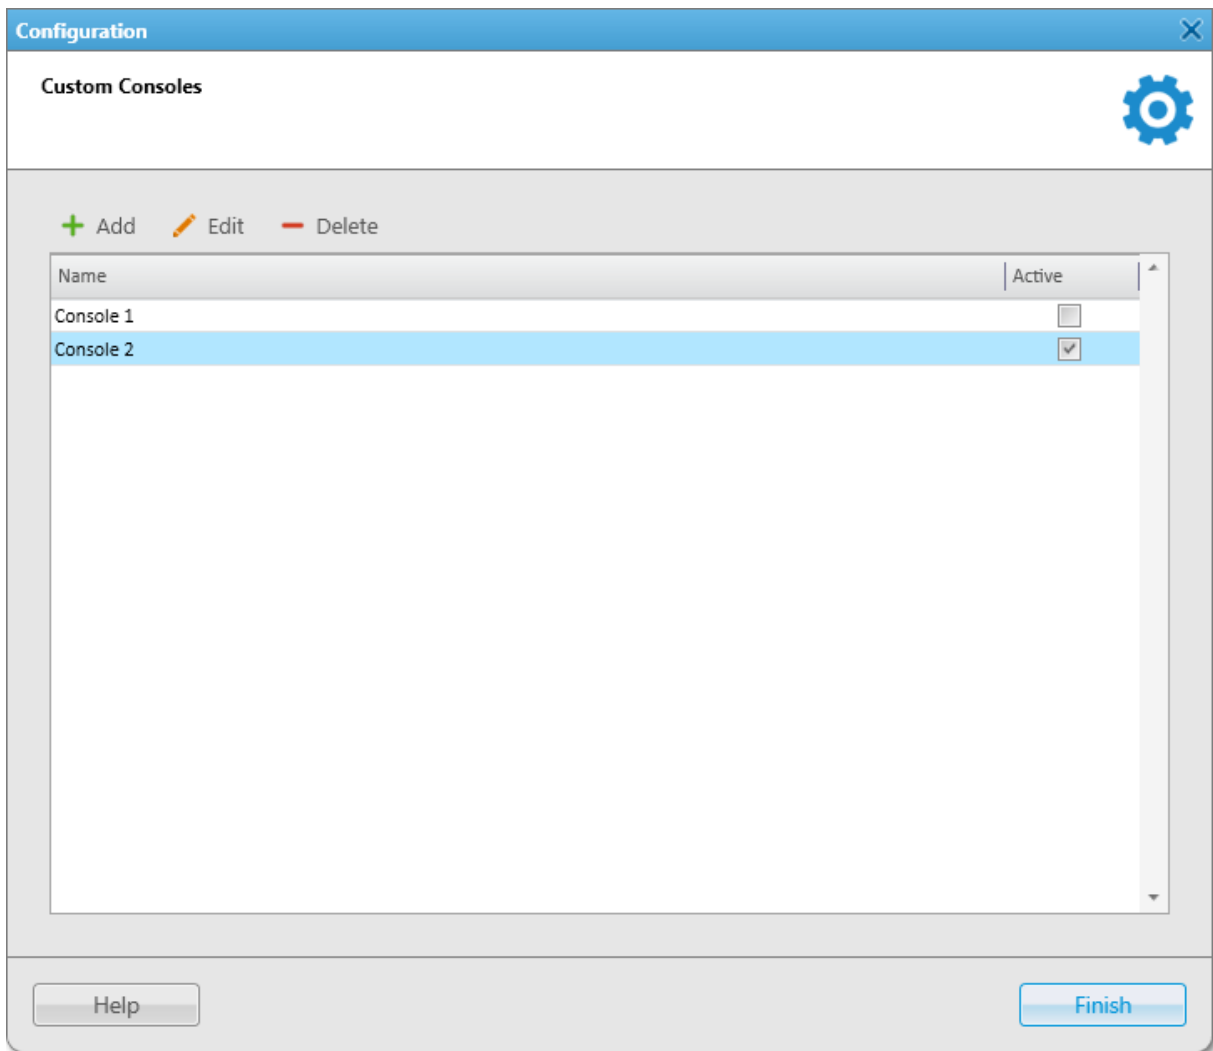 Configuration
Custom Consoles
Add Edit Delete
Name Active
Console 1
Console 2
Help Finish